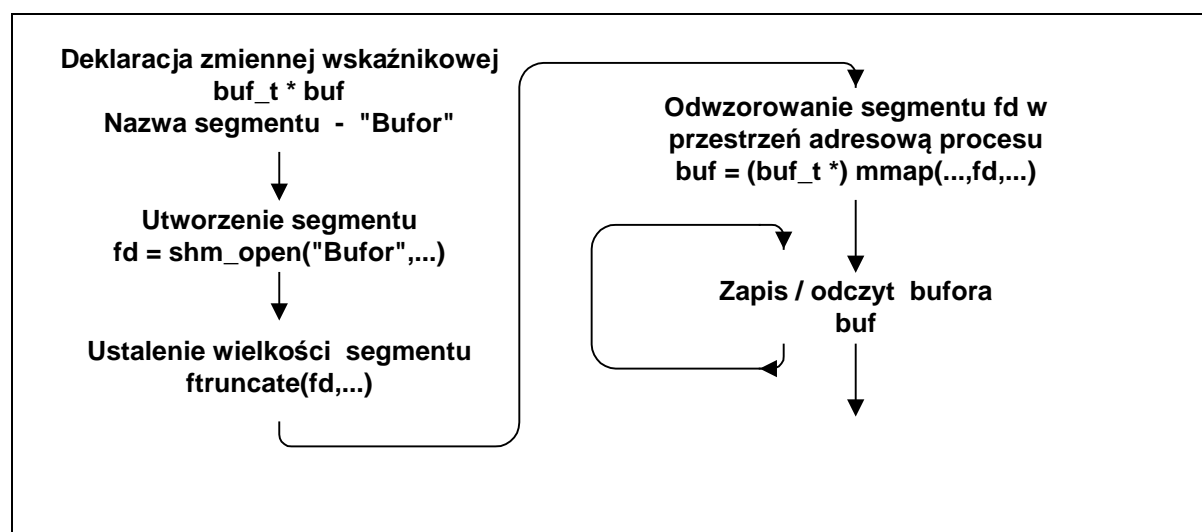 Deklaracja zmiennej wskaźnikowej
buf_t * buf
Nazwa segmentu - "Bufor"
Utworzenie segmentu
fd = shm_open("Bufor",...)
Ustalenie wielkości segmentu
ftruncate(fd,...)
Odwzorowanie segmentu fd w
przestrzeń adresową procesu
buf = (buf_t *) mmap(...,fd,...)
Zapis / odczyt bufora
buf